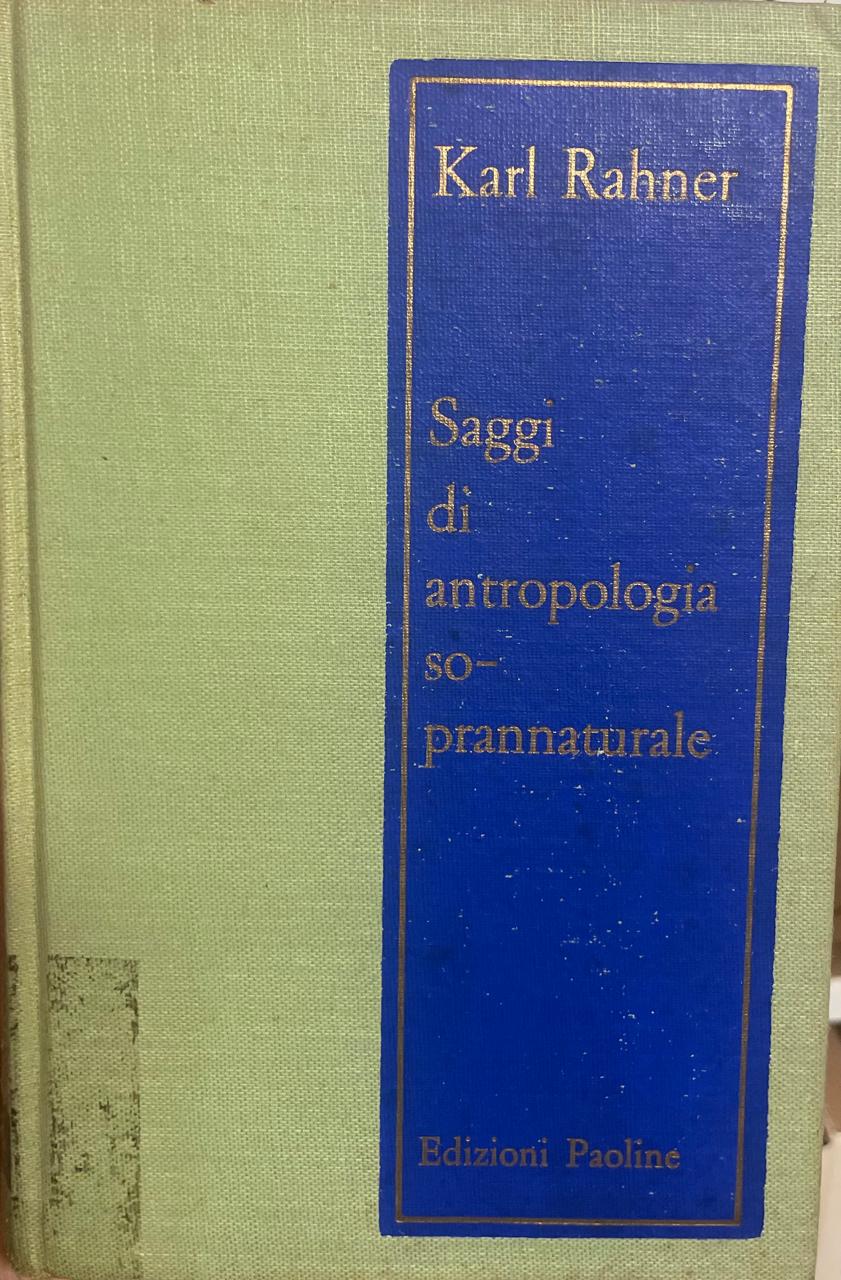 Karl Rahner
Saggi
di
antropologia
so-
prannaturale
Edizioni Paoline